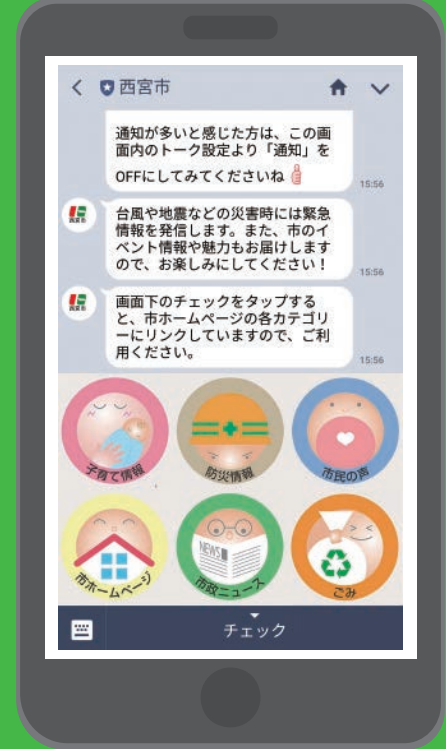 西宮市
通知が多いと感じた方は、この画
面内のトーク設定より「通知」を
OFFにしてみてくださいね
15:56
西宮市
台風や地震などの災害時には緊急
情報を発信します。また、市のイ
ベント情報や魅力もお届けします
ので、お楽しみにしてください！
15:56
西宮市
画面下のチェックをタップする
と、市ホームページの各カテゴリ
ーにリンクしていますので、ご利
用ください。
15:56
子育て情報
防災情報
市民の声
市ホームページ
NEWS
市政ニュース
ごみ
チェック